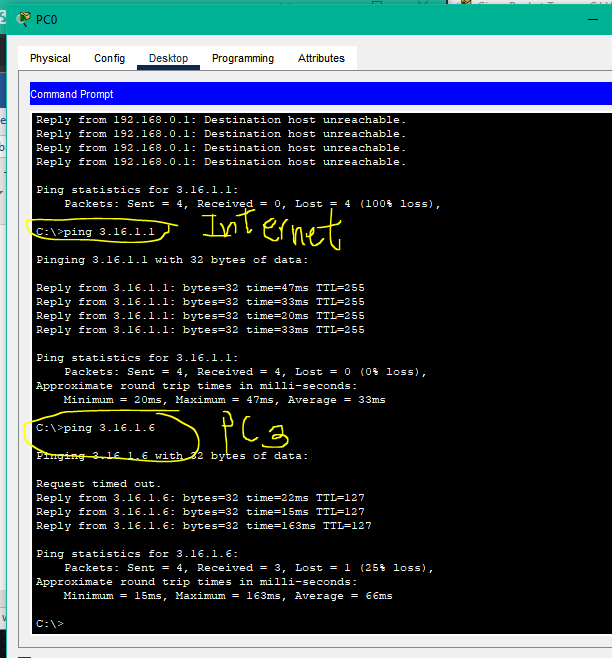 PC0
Physical Config Desktop Programming Attributes
Command Prompt
Reply from 192.168.0.1: Destination host unreachable.
Reply from 192.168.0.1: Destination host unreachable.
Reply from 192.168.0.1: Destination host unreachable.
Reply from 192.168.0.1: Destination host unreachable.
Ping statistics for 3.16.1.1:
Packets: Sent = 4, Received = 0, Lost = 4 (100% loss),
C:\>ping 3.16.1.1 Internet
Pinging 3.16.1.1 with 32 bytes of data:
Reply from 3.16.1.1: bytes=32 time=47ms TTL=255
Reply from 3.16.1.1: bytes=32 time=33ms TTL=255
Reply from 3.16.1.1: bytes=32 time=20ms TTL=255
Reply from 3.16.1.1: bytes=32 time=33ms TTL=255
Ping statistics for 3.16.1.1:
Packets: Sent = 4, Received = 4, Lost = 0 (0% loss),
Approximate round trip times in milli-seconds:
Minimum = 20ms, Maximum = 47ms, Average = 33ms
C:\>ping 3.16.1.6 PC3
Pinging 3.16.1.6 with 32 bytes of data:
Request timed out.
Reply from 3.16.1.6: bytes=32 time=22ms TTL=127
Reply from 3.16.1.6: bytes=32 time=15ms TTL=127
Reply from 3.16.1.6: bytes=32 time=163ms TTL=127
Ping statistics for 3.16.1.6:
Packets: Sent = 4, Received = 3, Lost = 1 (25% loss),
Approximate round trip times in milli-seconds:
Minimum = 15ms, Maximum = 163ms, Average = 66ms
C:\>